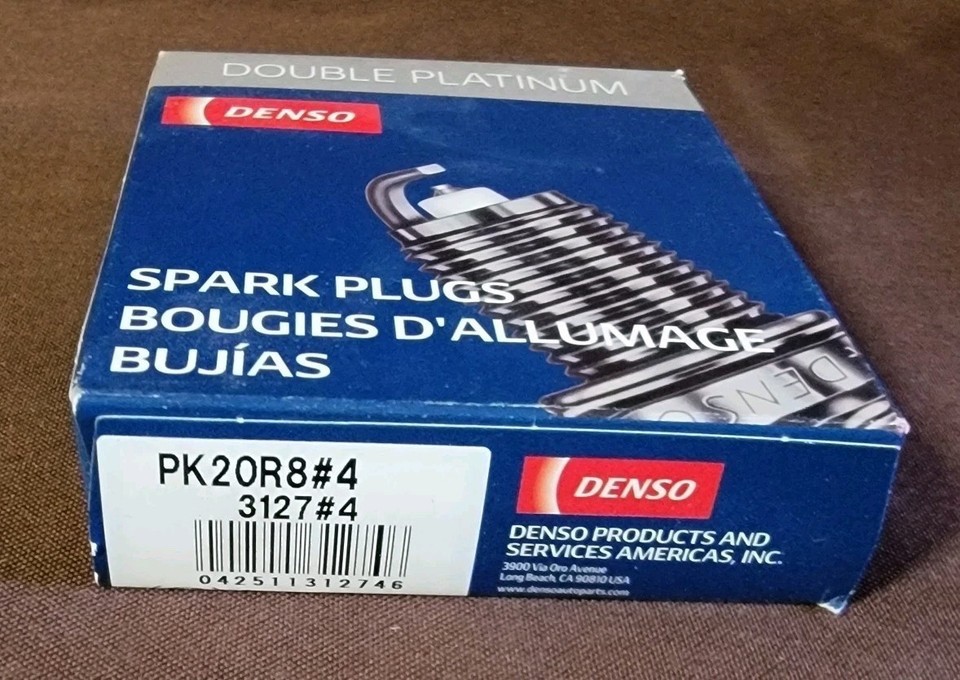 DOUBLE PLATINUM
DENSO
SPARK PLUGS
BOUGIES D'ALLUMAGE
BUJÍAS
DENSO
PK20R8#4
3127#4
042511312746
DENSO
DENSO PRODUCTS AND
SERVICES AMERICAS, INC.
3900 Via Oro Avenue
Long Beach, CA 90810 USA
www.densoautoparts.com